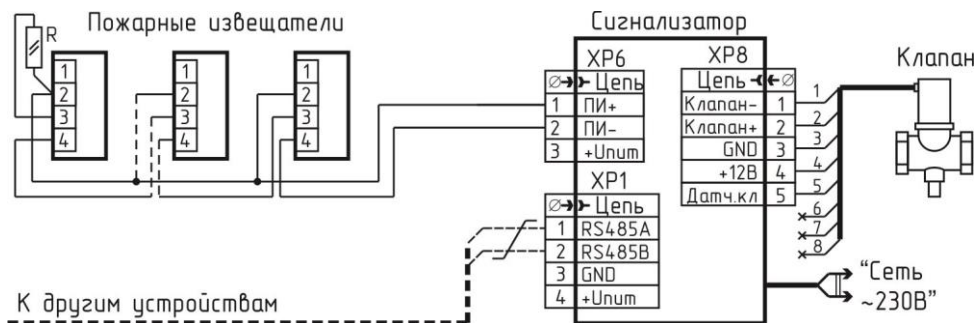 Пожарные извещатели
R
1
2
3
4
1
2
3
4
1
2
3
4
Сигнализатор
XP6
Цепь
1 ПИ+
2 ПИ-
3 +Uпит
XP1
Цепь
1 RS485A
2 RS485B
3 GND
4 +Uпит
XP8
Цепь
Клапан- 1
Клапан+ 2
GND 3
+12В 4
Датч.кл 5
1
2
3
4
5
6
7
8
Клапан
"Сеть
~230В"
К другим устройствам